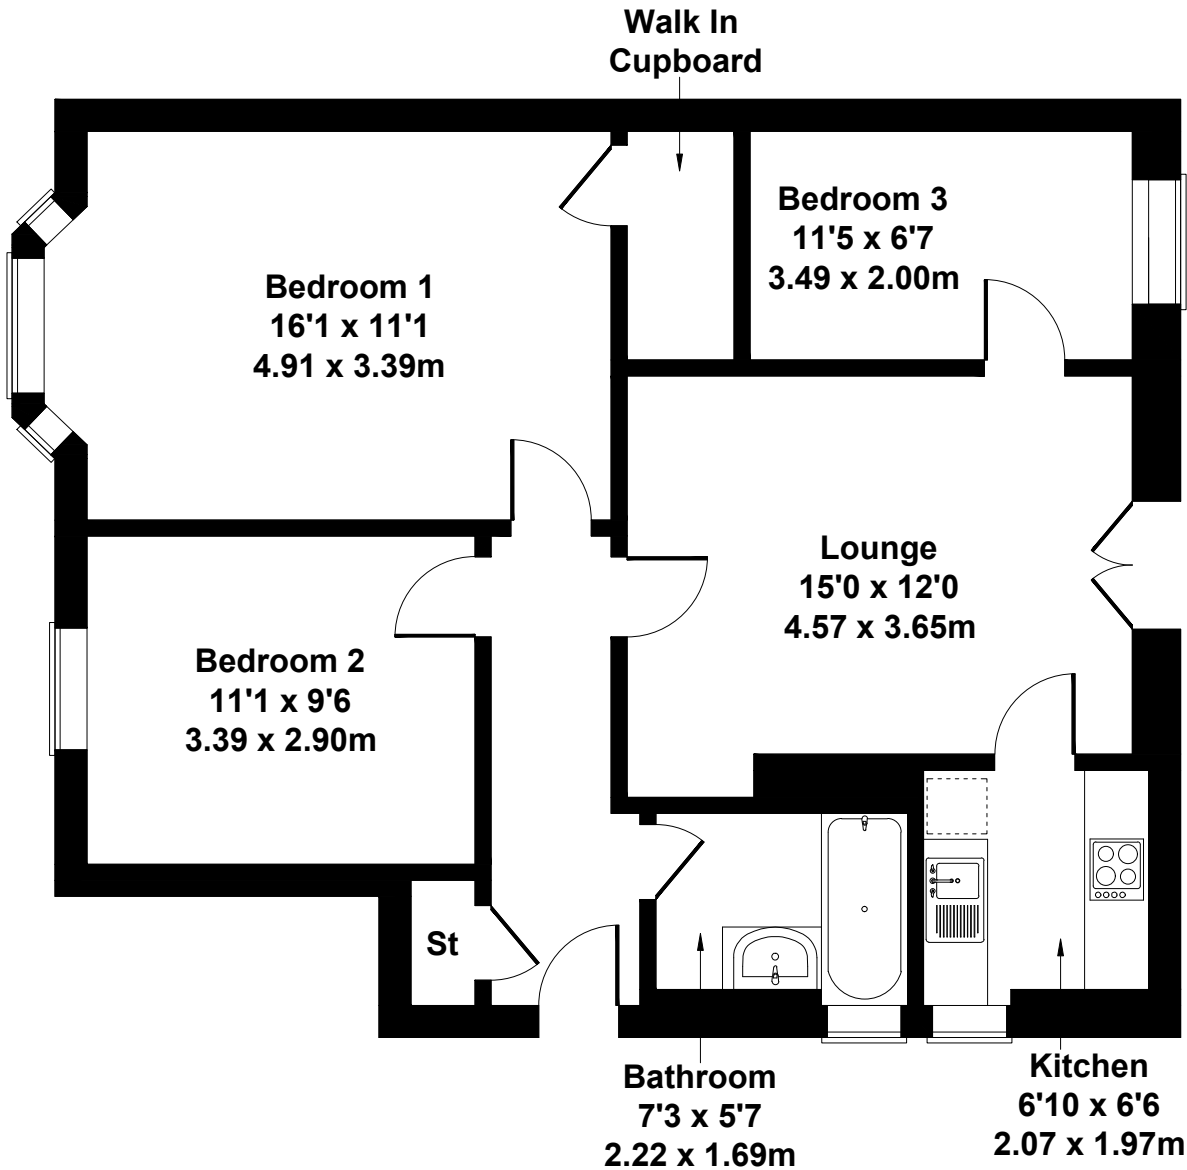 Walk In
Cupboard
Bedroom 3
11'5 x 6'7
3.49 x 2.00m
Bedroom 1
16'1 x 11'1
4.91 x 3.39m
Lounge
15'0 x 12'0
4.57 x 3.65m
Bedroom 2
11'1 x 9'6
3.39 x 2.90m
St
Bathroom
7'3 x 5'7
2.22 x 1.69m
Kitchen
6'10 x 6'6
2.07 x 1.97m